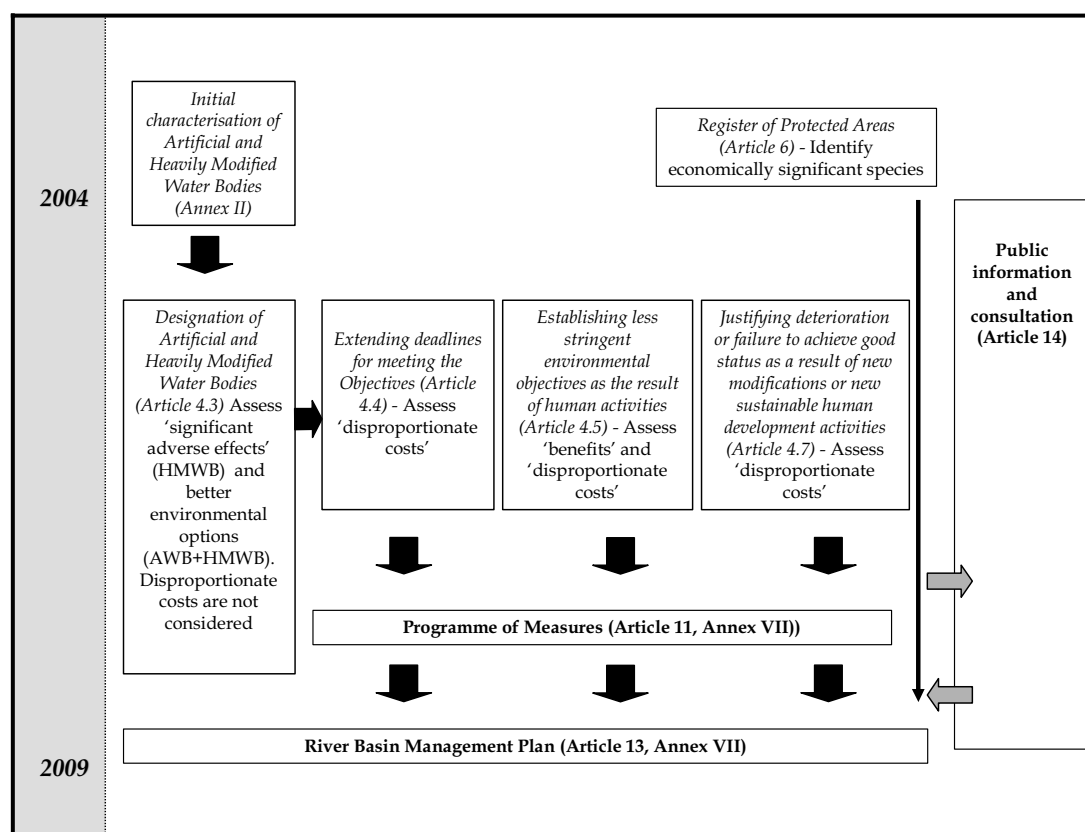 Initial
characterisation of
Artificial and
Heavily Modified
Water Bodies
(Annex II)
Register of Protected Areas
(Article 6) - Identify
economically significant species
2004
Public
information
and
consultation
(Article 14)
Designation of
Artificial and
Heavily Modified
Water Bodies
(Article 4.3) Assess
‘significant
adverse effects’
(HMWB) and
better
environmental
options
(AWB+HMWB).
Disproportionate
costs are not
considered
Extending deadlines
for meeting the
Objectives (Article
4.4) - Assess
‘disproportionate
costs’
Establishing less
stringent
environmental
objectives as the result
of human activities
(Article 4.5) - Assess
‘benefits’ and
‘disproportionate
costs’
Justifying deterioration
or failure to achieve good
status as a result of new
modifications or new
sustainable human
development activities
(Article 4.7) - Assess
‘disproportionate
costs’
Programme of Measures (Article 11, Annex VII))
River Basin Management Plan (Article 13, Annex VII)
2009